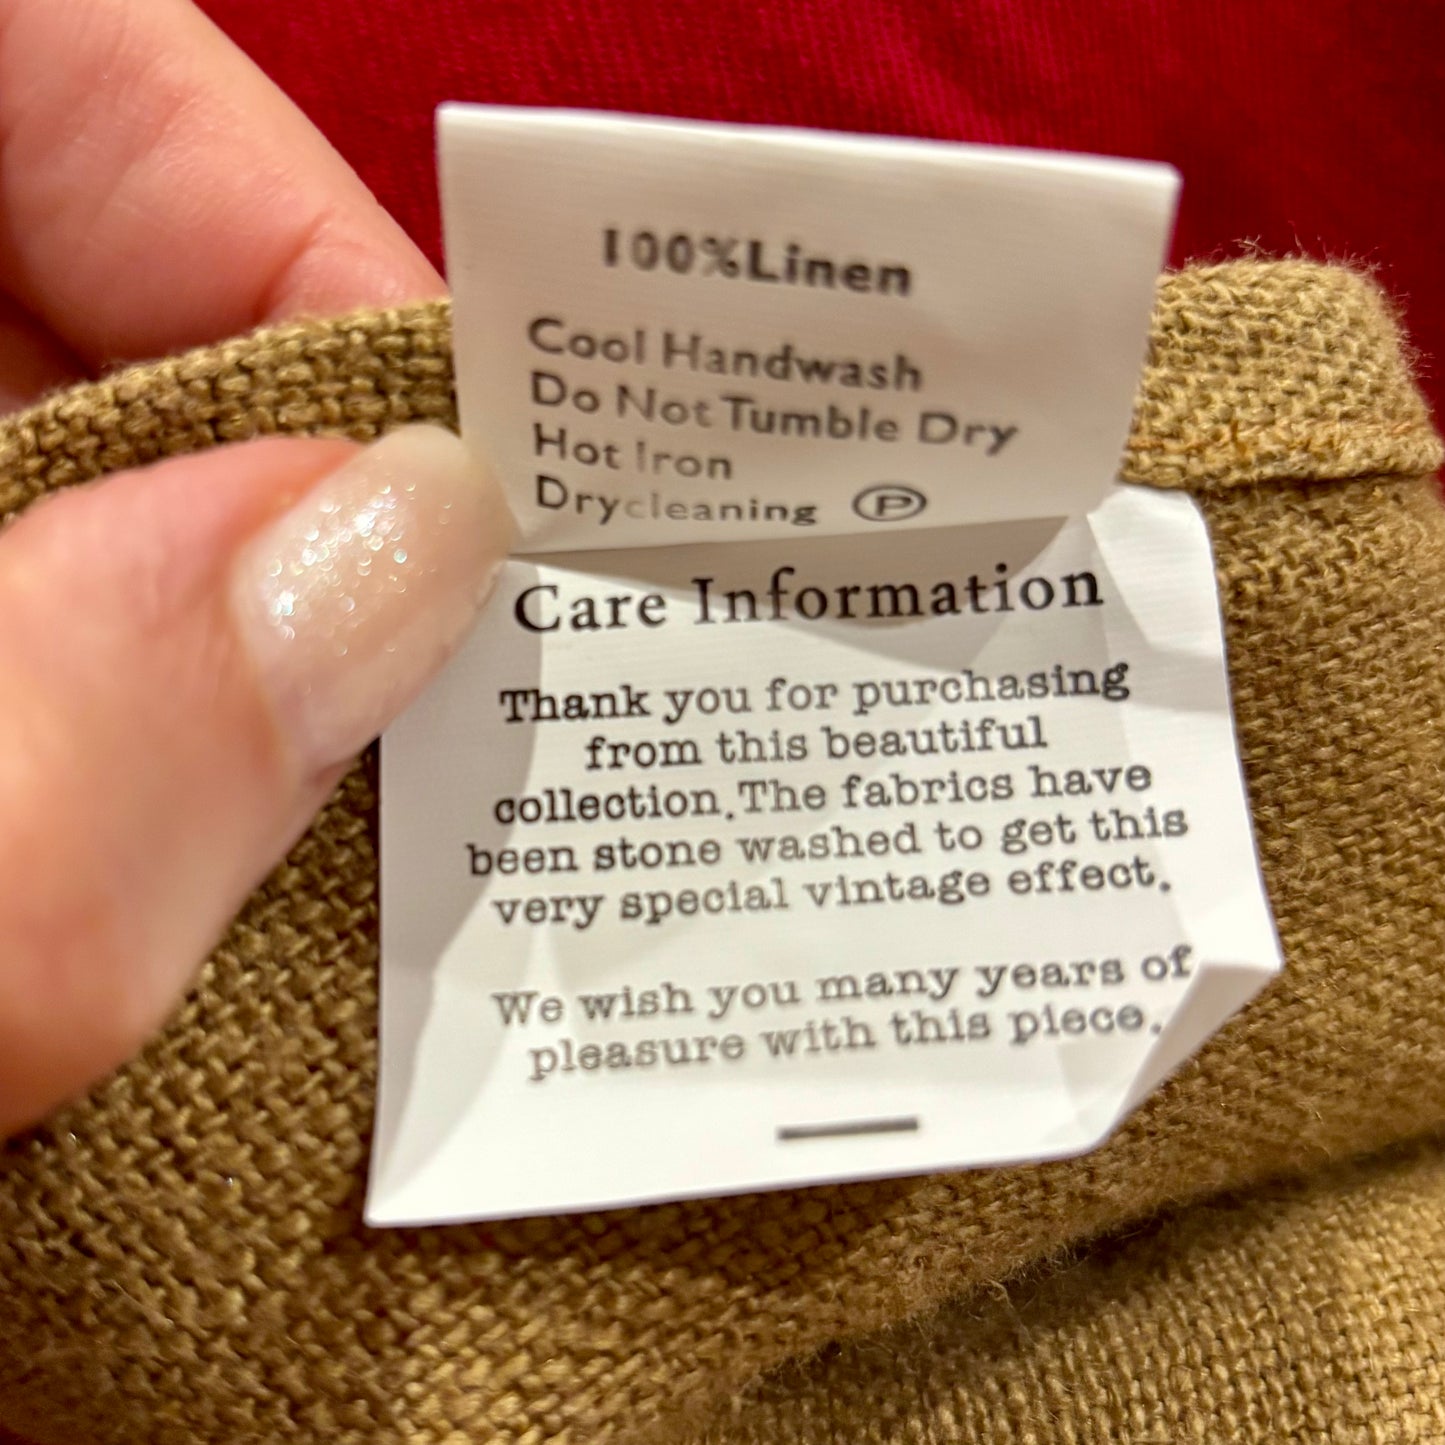 100%Linen
Cool Handwash
Do Not Tumble Dry
Hot Iron
Drycleaning Ⓟ
Care Information
Thank you for purchasing
from this beautiful
collection.The fabrics have
been stone washed to get this
very special vintage effect.
We wish you many years of
pleasure with this piece.